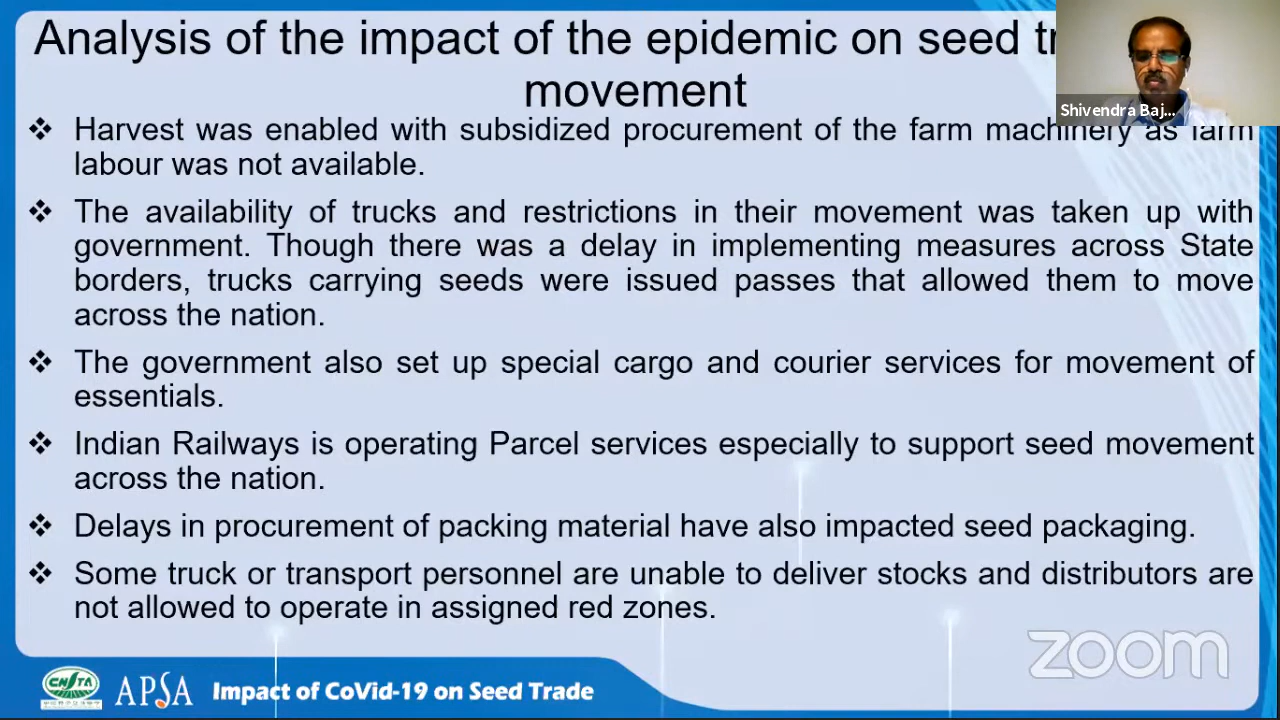 Analysis of the impact of the epidemic on seed
movement
Shivendra Baj...
❖ Harvest was enabled with subsidized procurement of the farm machinery as farm
labour was not available.
❖ The availability of trucks and restrictions in their movement was taken up with
government. Though there was a delay in implementing measures across State
borders, trucks carrying seeds were issued passes that allowed them to move
across the nation.
❖ The government also set up special cargo and courier services for movement of
essentials.
❖ Indian Railways is operating Parcel services especially to support seed movement
across the nation.
❖ Delays in procurement of packing material have also impacted seed packaging.
❖ Some truck or transport personnel are unable to deliver stocks and distributors are
not allowed to operate in assigned red zones.
zoom
CNSTA
APSA
Impact of CoVid-19 on Seed Trade